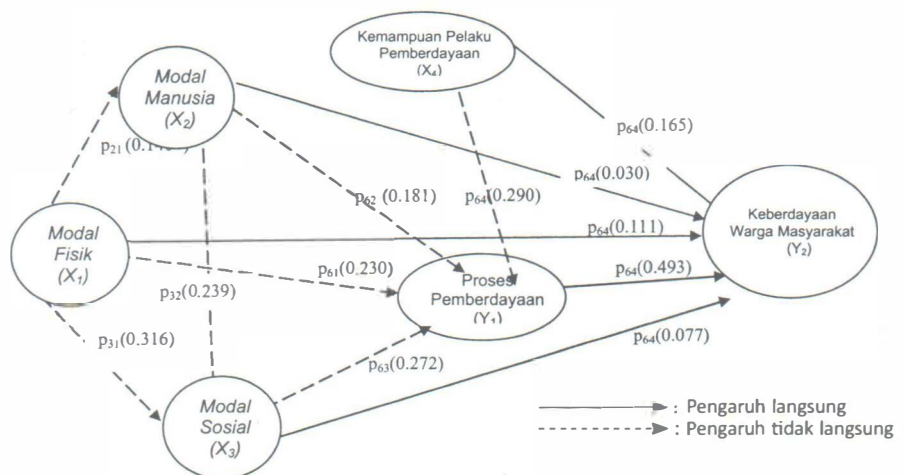 Kemampuan Pelaku
Pemberdayaan
(X₄)
Modal
Manusia
(X₂)
p₆₄(0.165)
p₂₁
p₆₄(0.030)
p₆₂(0.181)
p₆₄(0.290)
Keberdayaan
Warga Masyarakat
(Y₂)
Modal
Fisik
(X₁)
p₆₄(0.111)
p₆₁(0.230)
Proses
Pemberdayaan
(Y₁)
p₆₄(0.493)
p₃₂(0.239)
p₃₁(0.316)
p₆₄(0.077)
p₆₃(0.272)
Modal
Sosial
(X₃)
: Pengaruh langsung
: Pengaruh tidak langsung